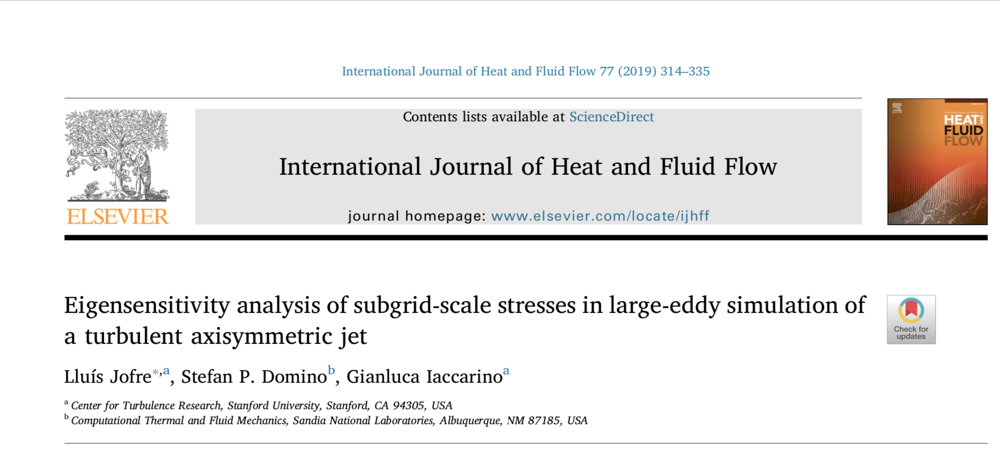 International Journal of Heat and Fluid Flow 77 (2019) 314–335
Contents lists available at ScienceDirect
International Journal of Heat and Fluid Flow
journal homepage: www.elsevier.com/locate/ijhff
NON SOLUS
ELSEVIER
HEAT AND
FLUID
FLOW
Eigensensitivity analysis of subgrid-scale stresses in large-eddy simulation of
a turbulent axisymmetric jet
Check for
updates
Lluís Jofre*,a, Stefan P. Dominob, Gianluca Iaccarinoa
a Center for Turbulence Research, Stanford University, Stanford, CA 94305, USA
b Computational Thermal and Fluid Mechanics, Sandia National Laboratories, Albuquerque, NM 87185, USA